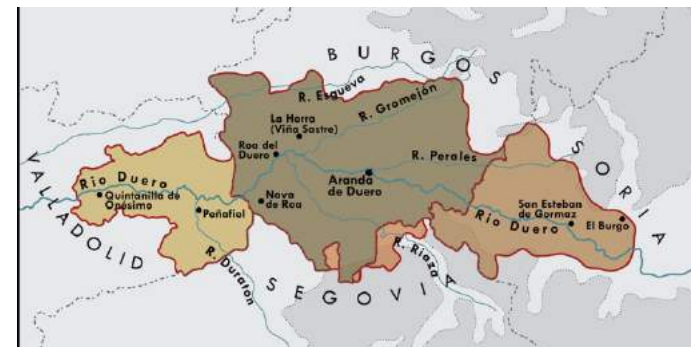 BURGOS
R. Esgueva
La Horra
(Viña Sastre)
R. Gromejón
Roa del
Duero
R. Perales
Aranda
de Duero
VALLADOLID
Río Duero
Quintanilla de
Onésimo
Peñafiel
Nava
de Roa
SORIA
San Esteban
de Gormaz
El Burgo
Río Duero
R. Riaza
R. Duratón
SEGOVIA